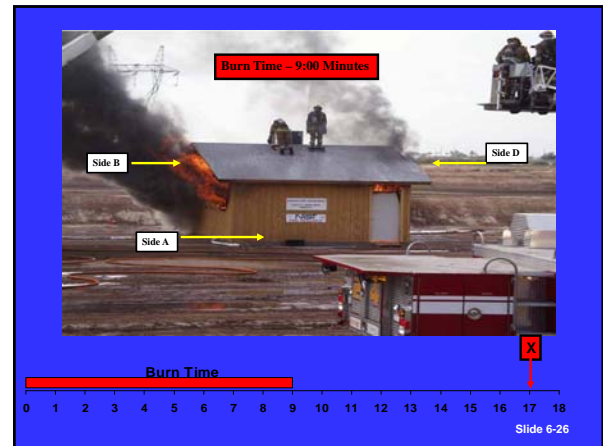 Burn Time – 9:00 Minutes
Side B
Side D
Side A
X
Burn Time
0 1 2 3 4 5 6 7 8 9 10 11 12 13 14 15 16 17 18
Slide 6-26